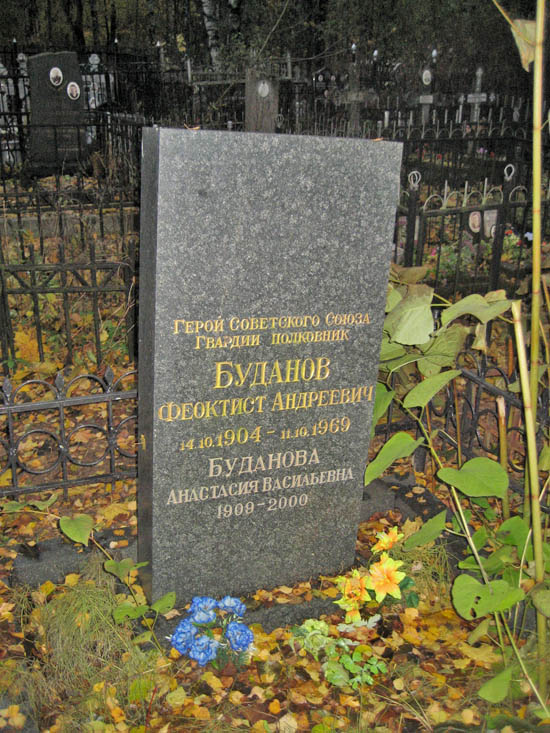 Герой Советского Союза
Гвардии полковник
Буданов
Феоктист Андреевич
14.10.1904 - 11.10.1969
Буданова
Анастасия Васильевна
1909-2000